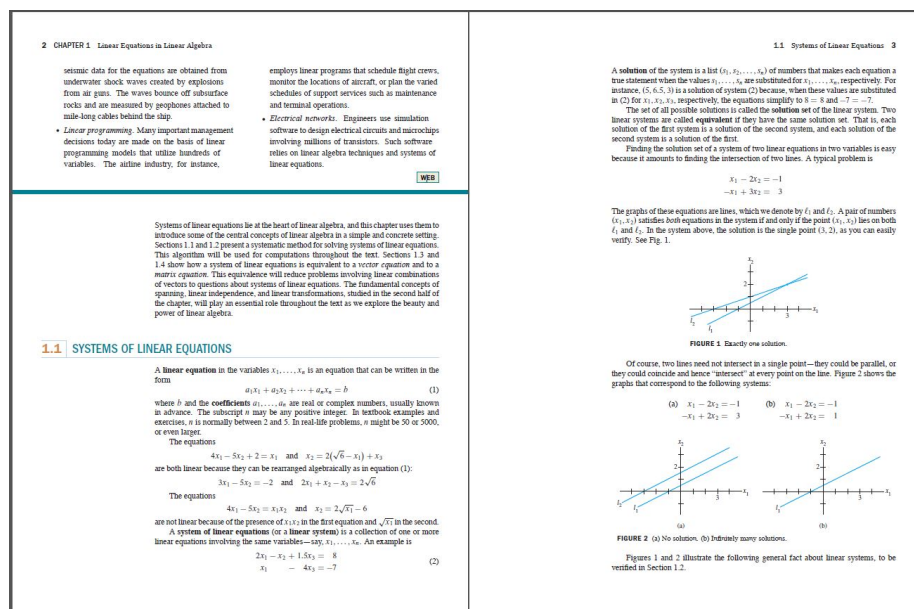 2 CHAPTER 1 Linear Equations in Linear Algebra
seismic data for the equations are obtained from
underwater shock waves created by explosions
from air guns. The waves bounce off subsurface
rocks and are measured by geophones attached to
mile-long cables behind the ship.
• Linear programming. Many important management
decisions today are made on the basis of linear
programming models that utilize hundreds of
variables. The airline industry, for instance,
employs linear programs that schedule flight crews,
monitor the locations of aircraft, or plan the varied
schedules of support services such as maintenance
and terminal operations.
• Electrical networks. Engineers use simulation
software to design electrical circuits and microchips
involving millions of transistors. Such software
relies on linear algebra techniques and systems of
linear equations.
WEB
Systems of linear equations lie at the heart of linear algebra, and this chapter uses them to
introduce some of the central concepts of linear algebra in a simple and concrete setting.
Sections 1.1 and 1.2 present a systematic method for solving systems of linear equations.
This algorithm will be used for computations throughout the text. Sections 1.3 and
1.4 show how a system of linear equations is equivalent to a vector equation and to a
matrix equation. This equivalence will reduce problems involving linear combinations
of vectors to questions about systems of linear equations. The fundamental concepts of
spanning, linear independence, and linear transformations, studied in the second half of
the chapter, will play an essential role throughout the text as we explore the beauty and
power of linear algebra.
1.1 SYSTEMS OF LINEAR EQUATIONS
A linear equation in the variables x₁, . . . , xₙ is an equation that can be written in the
form
a₁x₁ + a₂x₂ + ··· + aₙxₙ = b (1)
where b and the coefficients a₁, . . . , aₙ are real or complex numbers, usually known
in advance. The subscript n may be any positive integer. In textbook examples and
exercises, n is normally between 2 and 5. In real-life problems, n might be 50 or 5000,
or even larger.
The equations
4x₁ − 5x₂ + 2 = x₁ and x₂ = 2(√6 − x₁) + x₃
are both linear because they can be rearranged algebraically as in equation (1):
3x₁ − 5x₂ = −2 and 2x₁ + x₂ − x₃ = 2√6
The equations
4x₁ − 5x₂ = x₁x₂ and x₂ = 2√x₁ − 6
are not linear because of the presence of x₁x₂ in the first equation and √x₁ in the second.
A system of linear equations (or a linear system) is a collection of one or more
linear equations involving the same variables—say, x₁, . . . , xₙ. An example is
2x₁ − x₂ + 1.5x₃ = 8
x₁ − 4x₃ = −7 (2)
1.1 Systems of Linear Equations 3
A solution of the system is a list (s₁, s₂, . . . , sₙ) of numbers that makes each equation a
true statement when the values s₁, . . . , sₙ are substituted for x₁, . . . , xₙ, respectively. For
instance, (5, 6.5, 3) is a solution of system (2) because, when these values are substituted
in (2) for x₁, x₂, x₃, respectively, the equations simplify to 8 = 8 and −7 = −7.
The set of all possible solutions is called the solution set of the linear system. Two
linear systems are called equivalent if they have the same solution set. That is, each
solution of the first system is a solution of the second system, and each solution of the
second system is a solution of the first.
Finding the solution set of a system of two linear equations in two variables is easy
because it amounts to finding the intersection of two lines. A typical problem is
x₁ − 2x₂ = −1
−x₁ + 3x₂ = 3
The graphs of these equations are lines, which we denote by ℓ₁ and ℓ₂. A pair of numbers
(x₁, x₂) satisfies both equations in the system if and only if the point (x₁, x₂) lies on both
ℓ₁ and ℓ₂. In the system above, the solution is the single point (3, 2), as you can easily
verify. See Fig. 1.
x₂
2
3
x₁
l₂
l₁
FIGURE 1 Exactly one solution.
Of course, two lines need not intersect in a single point—they could be parallel, or
they could coincide and hence “intersect” at every point on the line. Figure 2 shows the
graphs that correspond to the following systems:
(a) x₁ − 2x₂ = −1 (b) x₁ − 2x₂ = −1
−x₁ + 2x₂ = 3 −x₁ + 2x₂ = 1
x₂ x₂
2 2
3 x₁ 3 x₁
l₂ l₁ l₁
(a) (b)
FIGURE 2 (a) No solution. (b) Infinitely many solutions.
Figures 1 and 2 illustrate the following general fact about linear systems, to be
verified in Section 1.2.